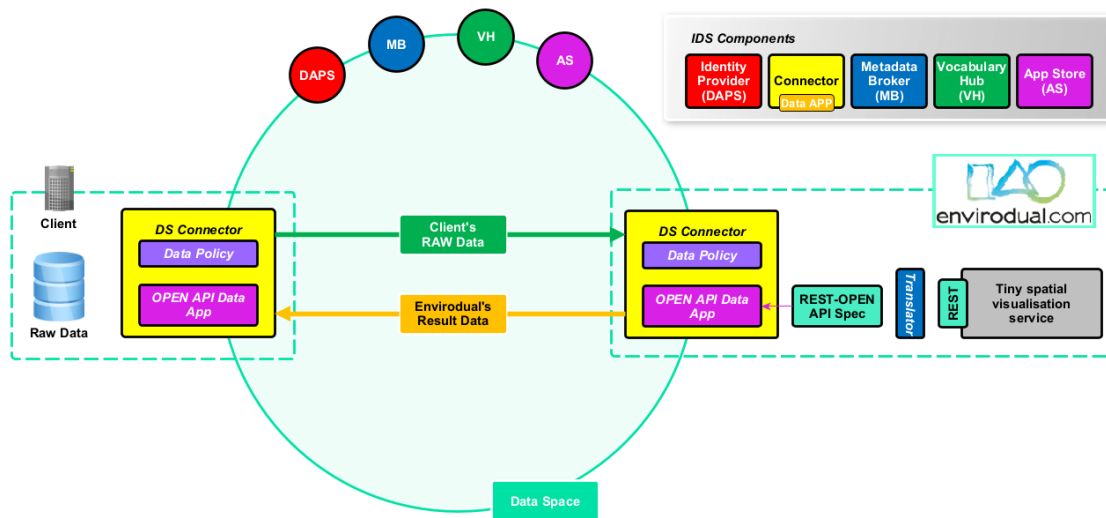 DAPS
MB
VH
AS
IDS Components
Identity
Provider
(DAPS)
Connector
Data APP
Metadata
Broker
(MB)
Vocabulary
Hub
(VH)
App Store
(AS)
envirodual.com
Client
Raw Data
DS Connector
Data Policy
OPEN API Data
App
Client's
RAW Data
Envirodual's
Result Data
DS Connector
Data Policy
OPEN API Data
App
REST-OPEN
API Spec
Translator
REST
Tiny spatial
visualisation
service
Data Space